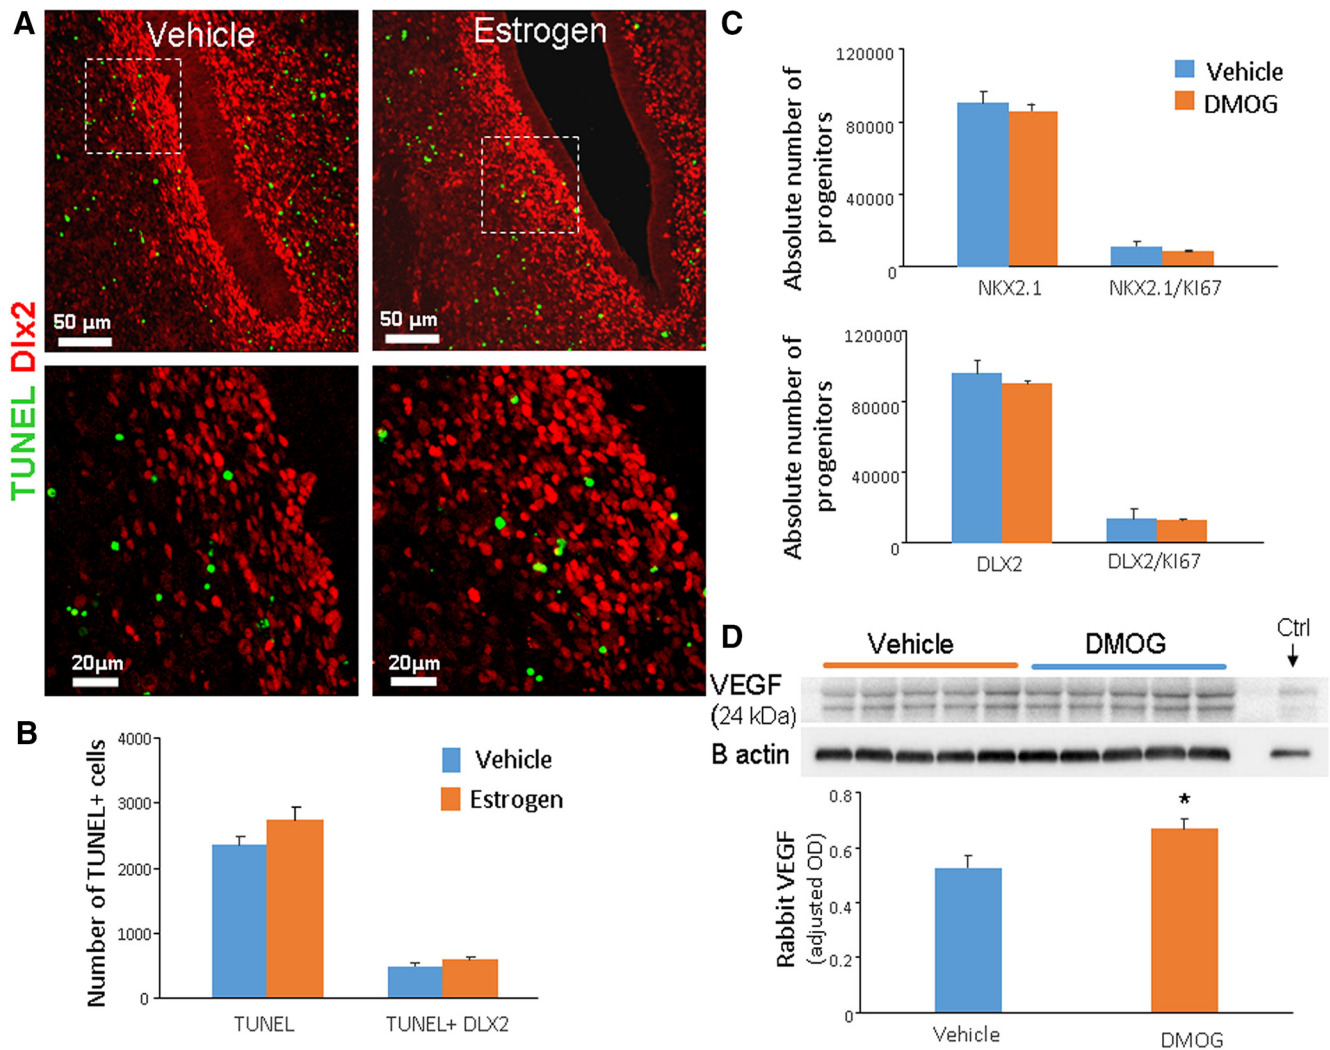 A
Vehicle
Estrogen
TUNEL Dlx2
50 µm
50 µm
20µm
20µm
B
Number of TUNEL+ cells
4000
3000
2000
1000
0
Vehicle
Estrogen
TUNEL
TUNEL+ DLX2
C
Absolute number of
progenitors
120000
80000
40000
0
Vehicle
DMOG
NKX2.1
NKX2.1/KI67
Absolute number of
progenitors
120000
80000
40000
0
DLX2
DLX2/KI67
D
Vehicle
DMOG
Ctrl
VEGF
(24 kDa)
B actin
Rabbit VEGF
(adjusted OD)
0.8
0.6
0.4
0.2
0
*
Vehicle
DMOG